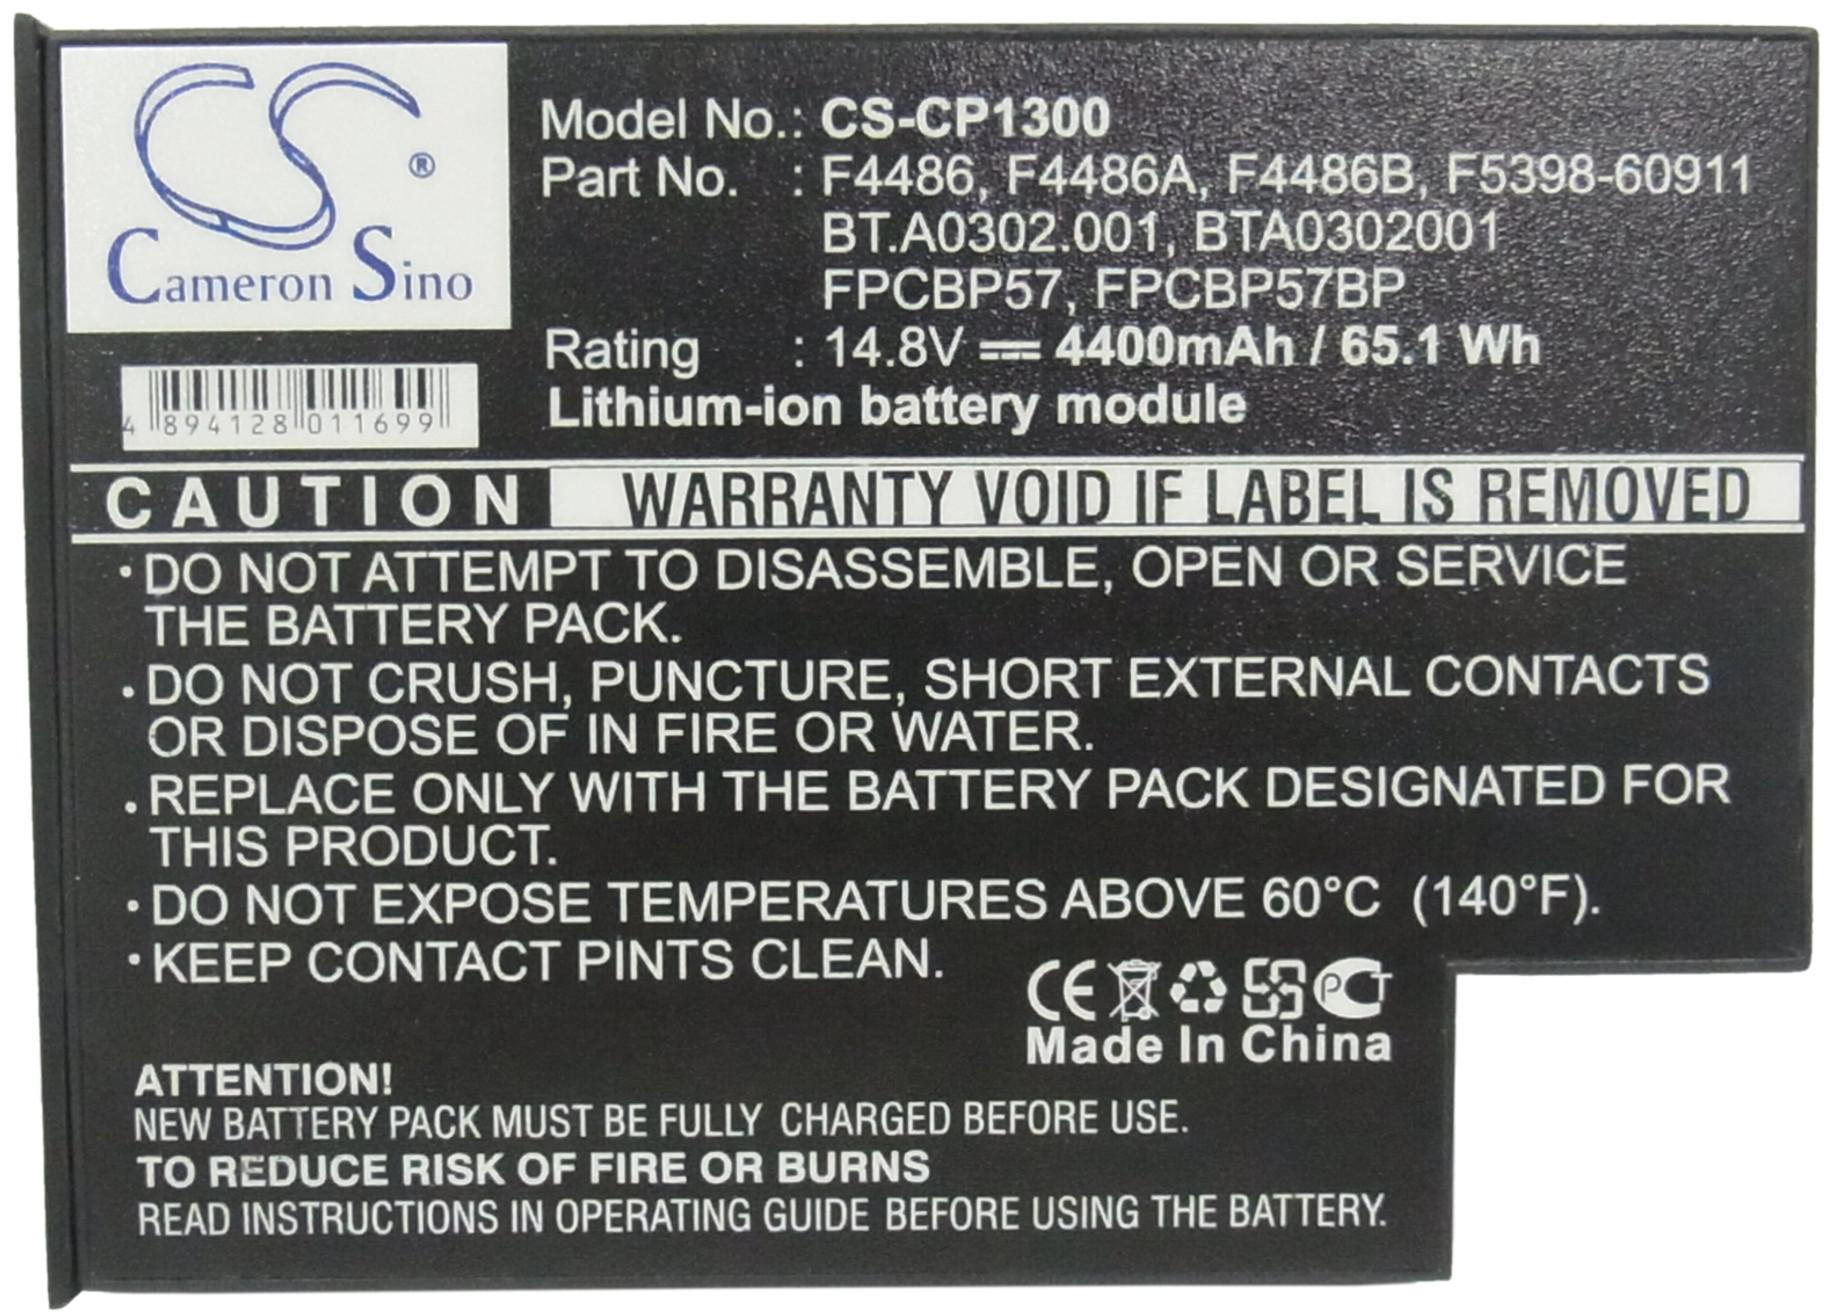 CS®
Cameron Sino
4 894128 011699
Model No.: CS-CP1300
Part No. : F4486, F4486A, F4486B, F5398-60911
BT.A0302.001, BTA0302001
FPCBP57, FPCBP57BP
Rating : 14.8V ⎓ 4400mAh / 65.1 Wh
Lithium-ion battery module
CAUTION WARRANTY VOID IF LABEL IS REMOVED
• DO NOT ATTEMPT TO DISASSEMBLE, OPEN OR SERVICE
THE BATTERY PACK.
• DO NOT CRUSH, PUNCTURE, SHORT EXTERNAL CONTACTS
OR DISPOSE OF IN FIRE OR WATER.
• REPLACE ONLY WITH THE BATTERY PACK DESIGNATED FOR
THIS PRODUCT.
• DO NOT EXPOSE TEMPERATURES ABOVE 60°C (140°F).
• KEEP CONTACT PINTS CLEAN.
CE PCT
Made In China
ATTENTION!
NEW BATTERY PACK MUST BE FULLY CHARGED BEFORE USE.
TO REDUCE RISK OF FIRE OR BURNS
READ INSTRUCTIONS IN OPERATING GUIDE BEFORE USING THE BATTERY.